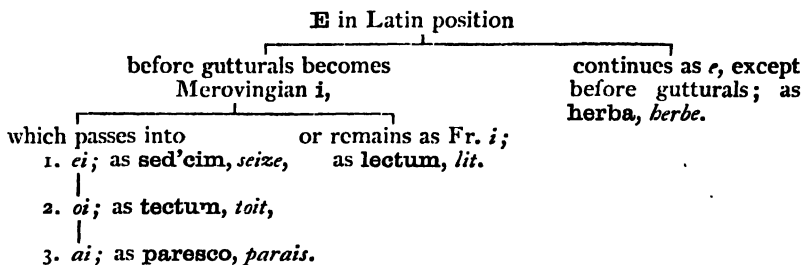 E in Latin position
before gutturals becomes
Merovingian i,
continues as e, except
before gutturals; as
herba, herbe.
which passes into
1. ei; as sed'cim, seize,
2. oi; as tectum, toit,
3. ai; as paresco, parais.
or remains as Fr. i;
as lectum, lit.